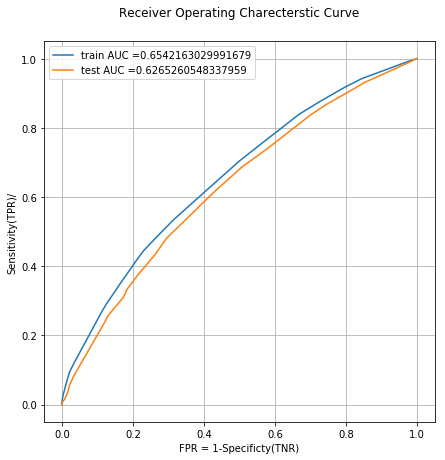 Receiver Operating Charecterstic Curve
train AUC =0.6542163029991679
test AUC =0.6265260548337959
Sensitivity(TPR)/
1.0
0.8
0.6
0.4
0.2
0.0
0.0 0.2 0.4 0.6 0.8 1.0
FPR = 1-Specificty(TNR)